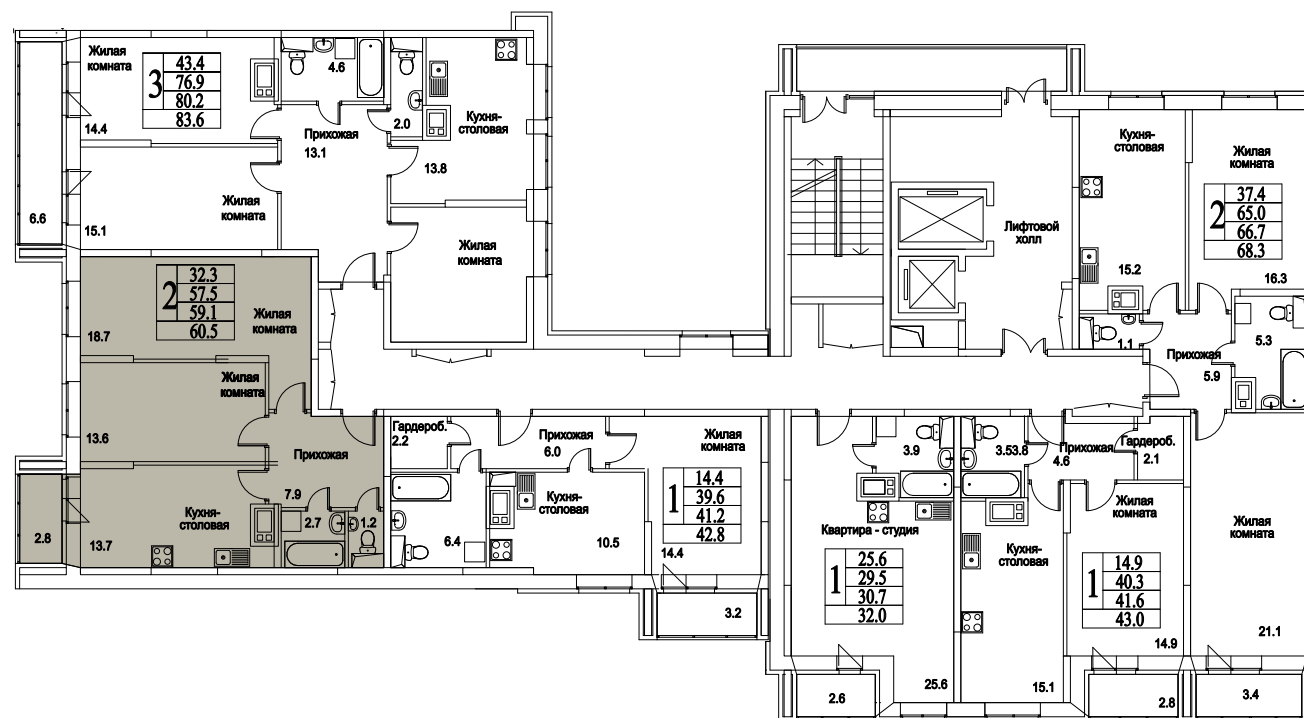 Жилая
комната
3
43.4
76.9
80.2
83.6
14.4
4.6
2.0
Прихожая
13.1
Кухня-
столовая
13.8
Жилая
комната
15.1
6.6
Жилая
комната
2
32.3
57.5
59.1
60.5
Жилая
комната
18.7
Жилая
комната
13.6
Прихожая
7.9
Кухня-
столовая
13.7
2.7
1.2
2.8
Гардероб.
2.2
Прихожая
6.0
Жилая
комната
1
14.4
39.6
41.2
42.8
Кухня-
столовая
6.4
10.5
14.4
3.2
Лифтовой
холл
Кухня-
столовая
15.2
Жилая
комната
2
37.4
65.0
66.7
68.3
16.3
1.1
5.3
Прихожая
5.9
3.9
Квартира - студия
1
25.6
29.5
30.7
32.0
25.6
2.6
3.53.8
Прихожая
4.6
Гардероб.
2.1
Кухня-
столовая
15.1
Жилая
комната
1
14.9
40.3
41.6
43.0
14.9
2.8
Жилая
комната
21.1
3.4